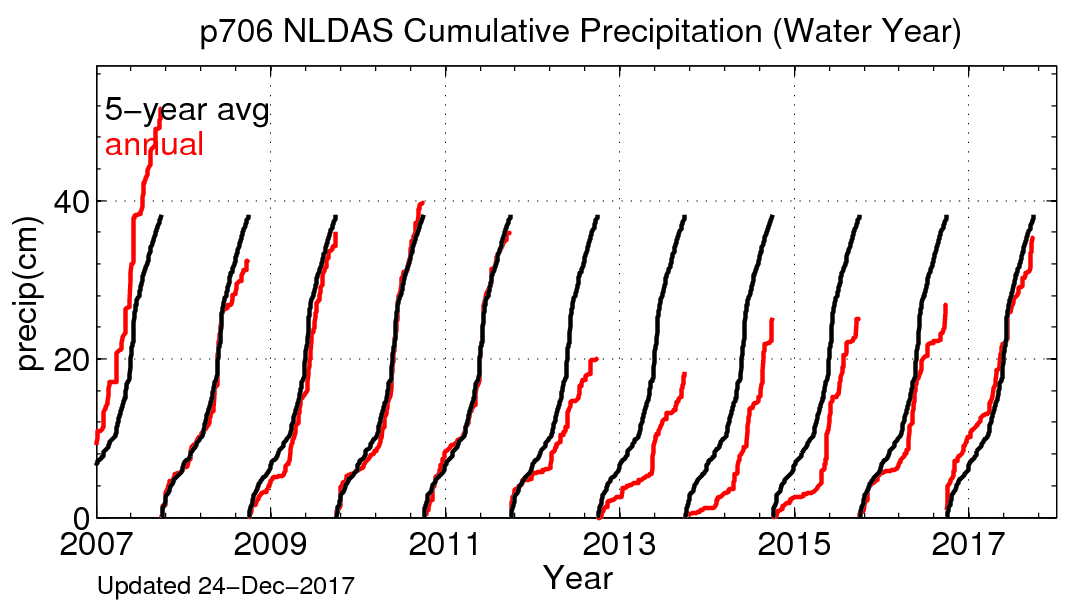 p706 NLDAS Cumulative Precipitation (Water Year)
5−year avg
annual
40
20
0
precip(cm)
2007 2009 2011 2013 2015 2017
Year
Updated 24−Dec−2017